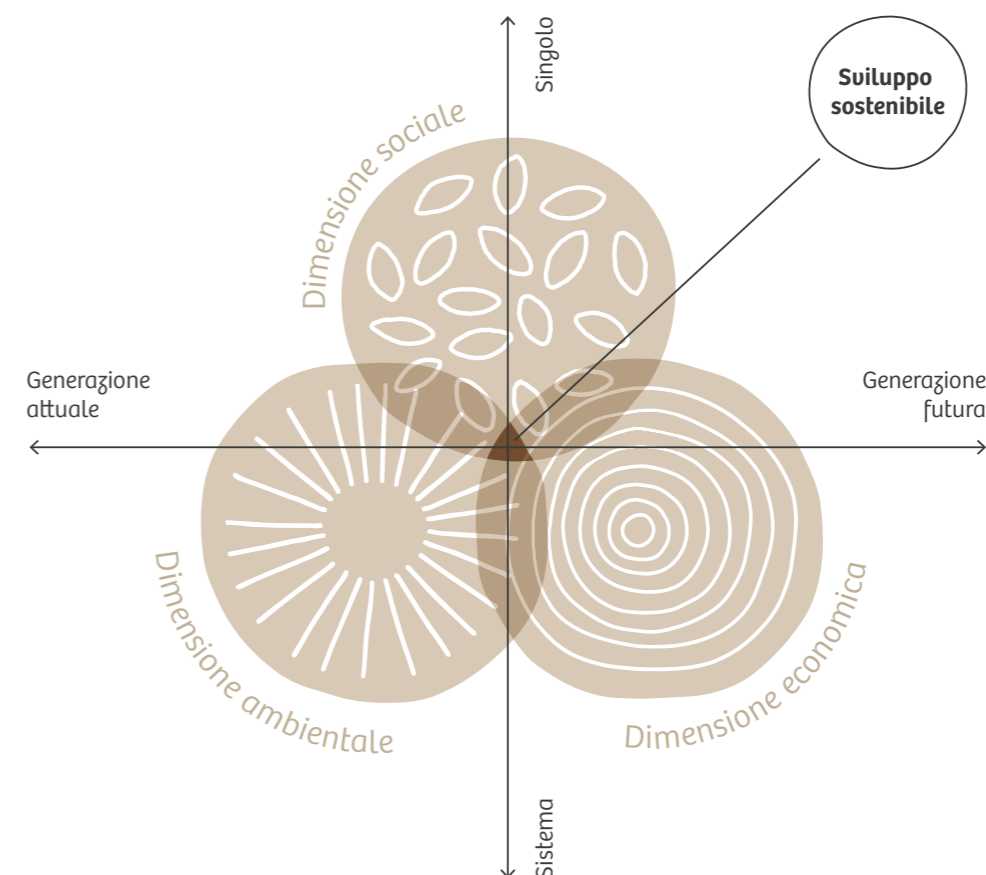 Singolo
Sviluppo
sostenibile
Dimensione sociale
Generazione
attuale
Generazione
futura
Dimensione ambientale
Dimensione economica
Sistema